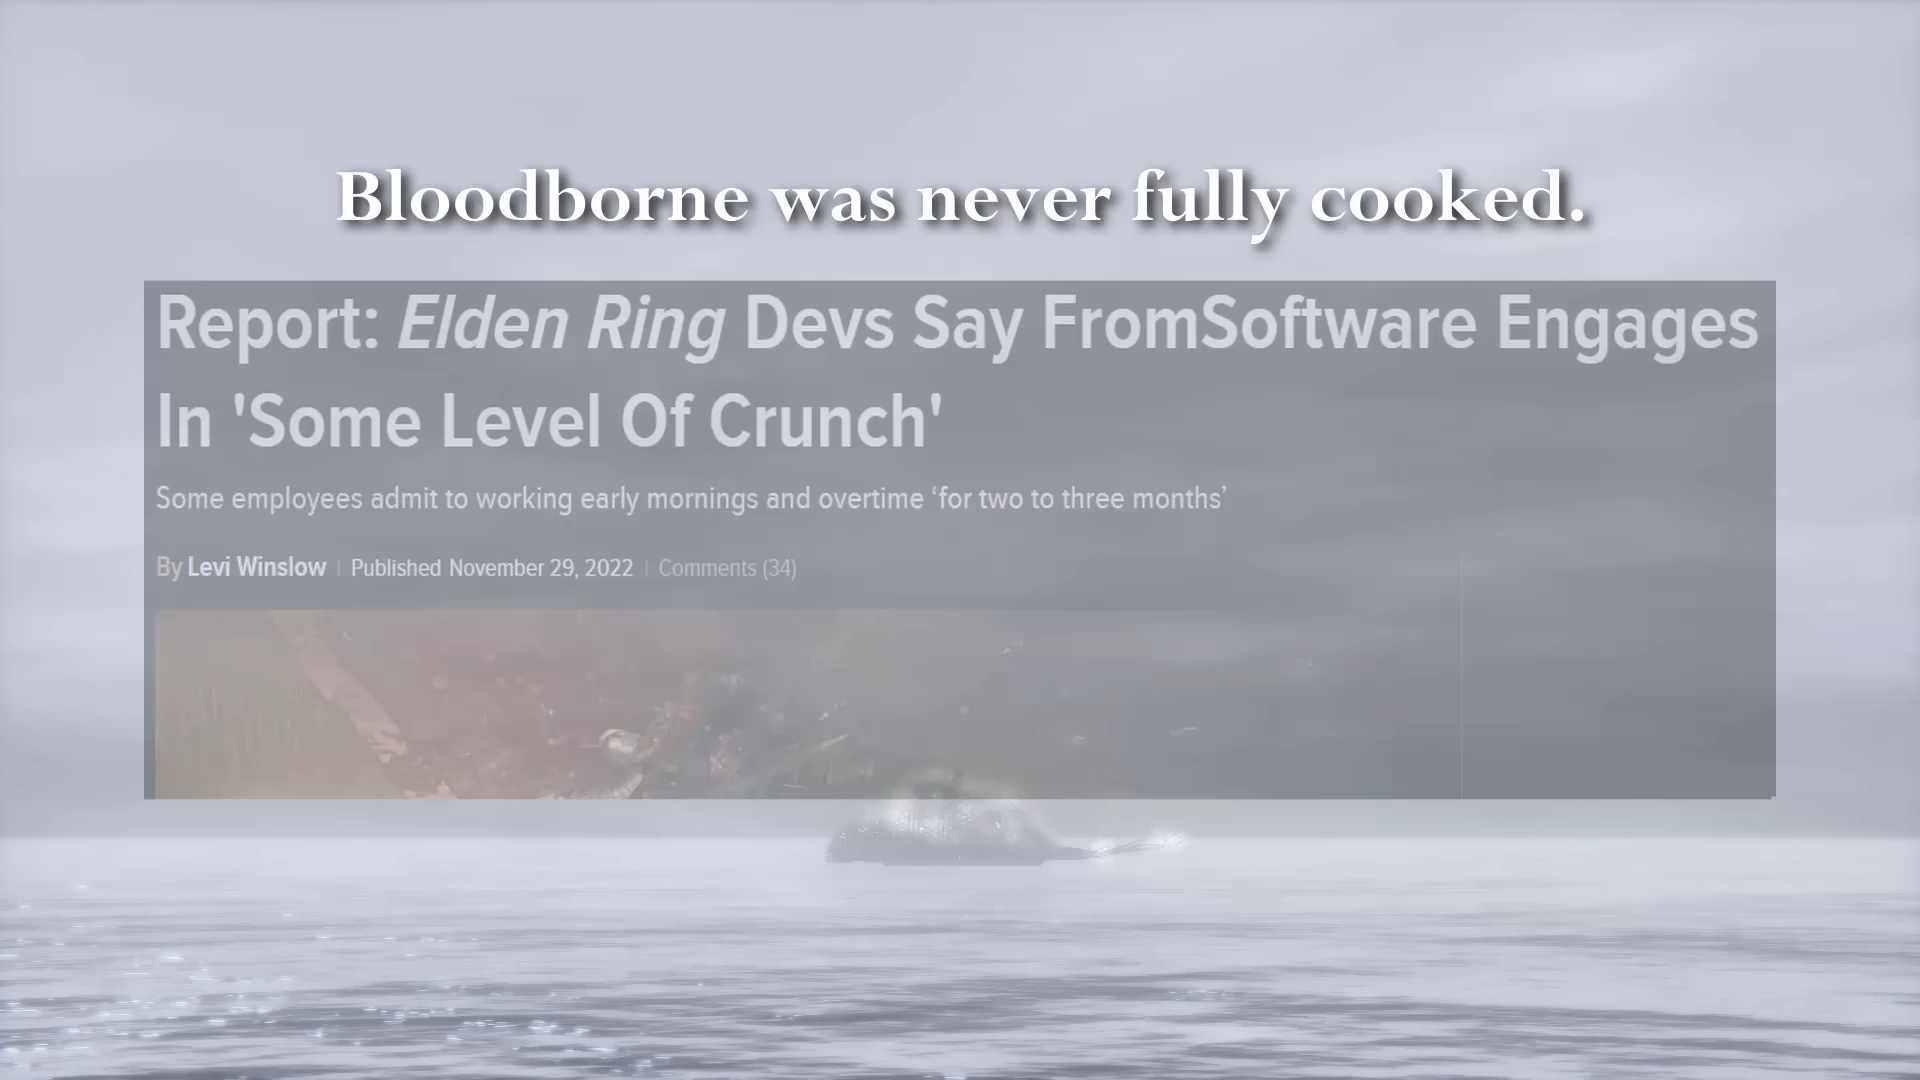 Bloodborne was never fully cooked.
Report: Elden Ring Devs Say FromSoftware Engages
In 'Some Level Of Crunch'
Some employees admit to working early mornings and overtime ‘for two to three months’
By Levi Winslow | Published November 29, 2022 | Comments (34)